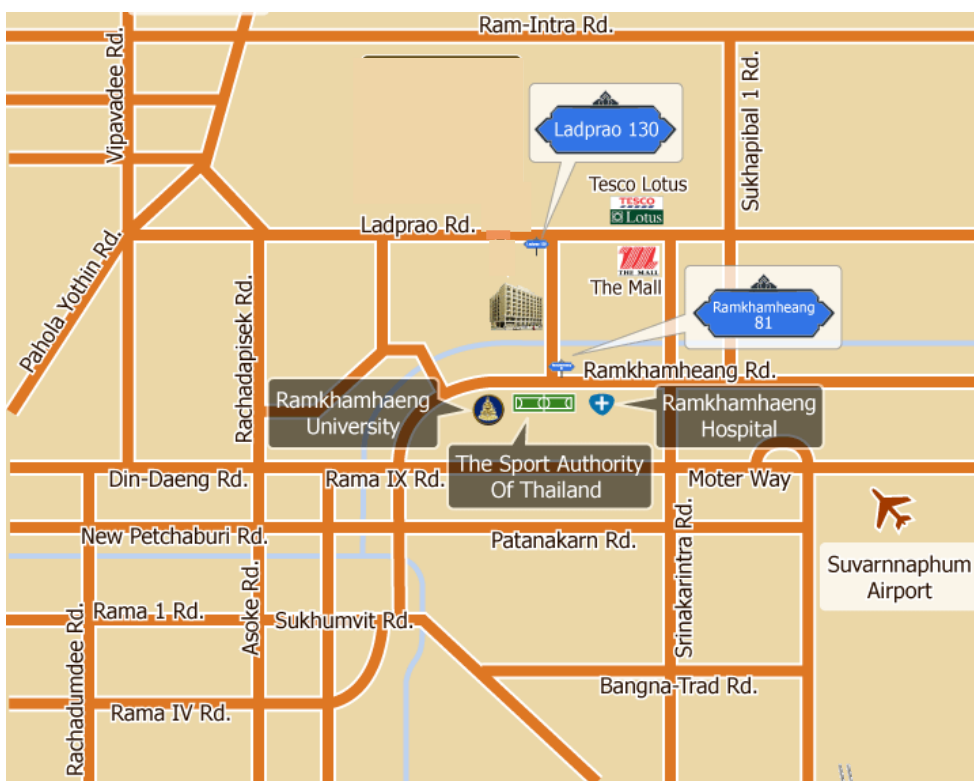 Ram-Intra Rd.
Vipavadee Rd.
Sukhapibal 1 Rd.
Ladprao 130
Tesco Lotus
TESCO
Lotus
Ladprao Rd.
THE MALL
The Mall
Pahola Yothin Rd.
Rachadapisek Rd.
Ramkhamheang
81
Ramkhamheang Rd.
Ramkhamhaeng
University
Ramkhamhaeng
Hospital
The Sport Authority
Of Thailand
Din-Daeng Rd.
Rama IX Rd.
Moter Way
New Petchaburi Rd.
Patanakarn Rd.
Suvarnnaphum
Airport
Srinakarintra Rd.
Asoke Rd.
Rama 1 Rd.
Sukhumvit Rd.
Rachadumdee Rd.
Bangna-Trad Rd.
Rama IV Rd.